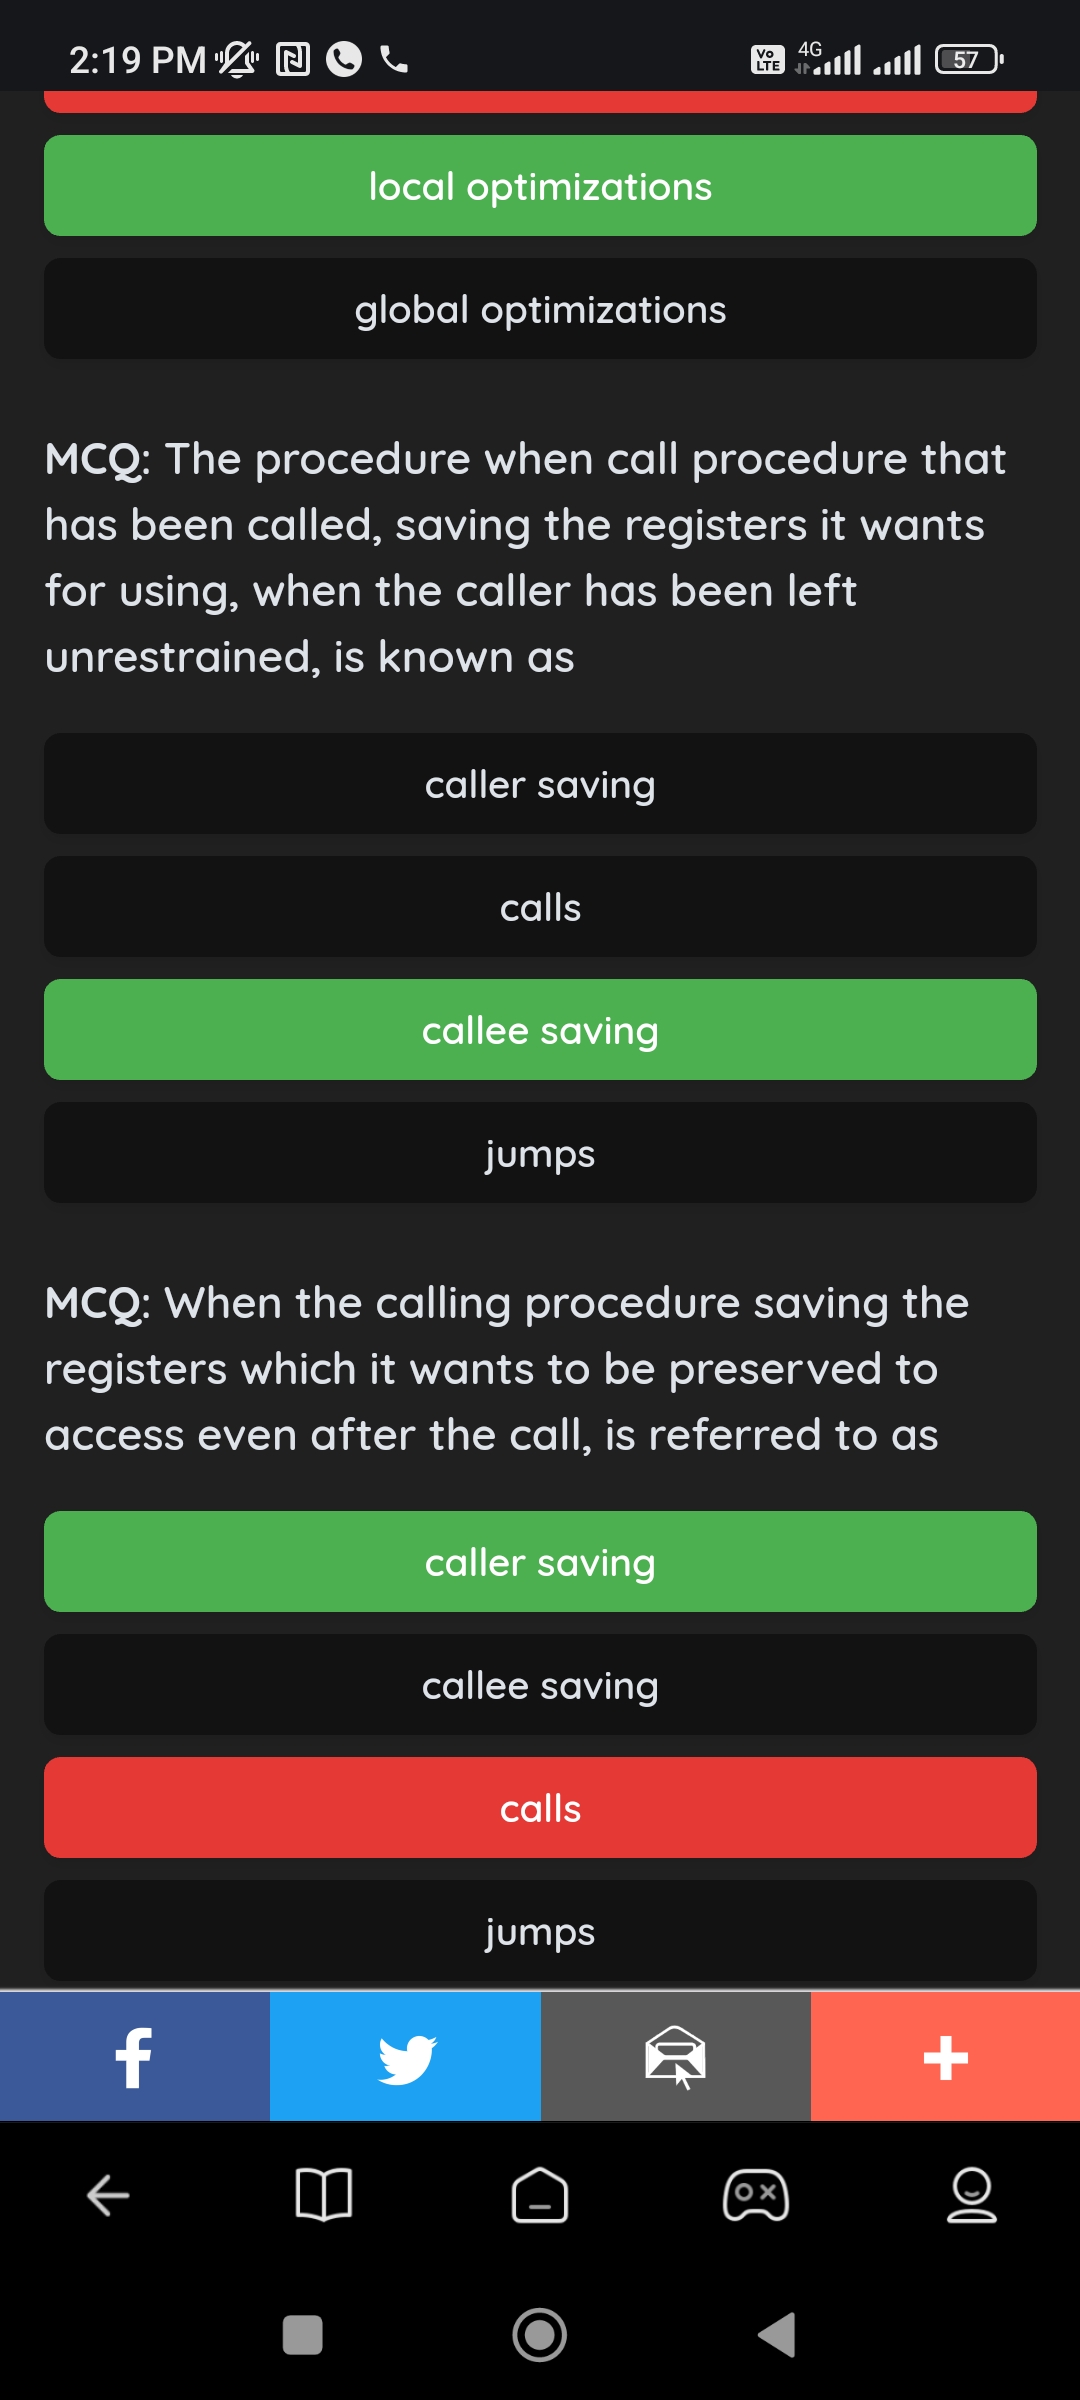 2:19 PM
Vo LTE
4G
57
local optimizations
global optimizations
MCQ: The procedure when call procedure that
has been called, saving the registers it wants
for using, when the caller has been left
unrestrained, is known as
caller saving
calls
callee saving
jumps
MCQ: When the calling procedure saving the
registers which it wants to be preserved to
access even after the call, is referred to as
caller saving
callee saving
calls
jumps